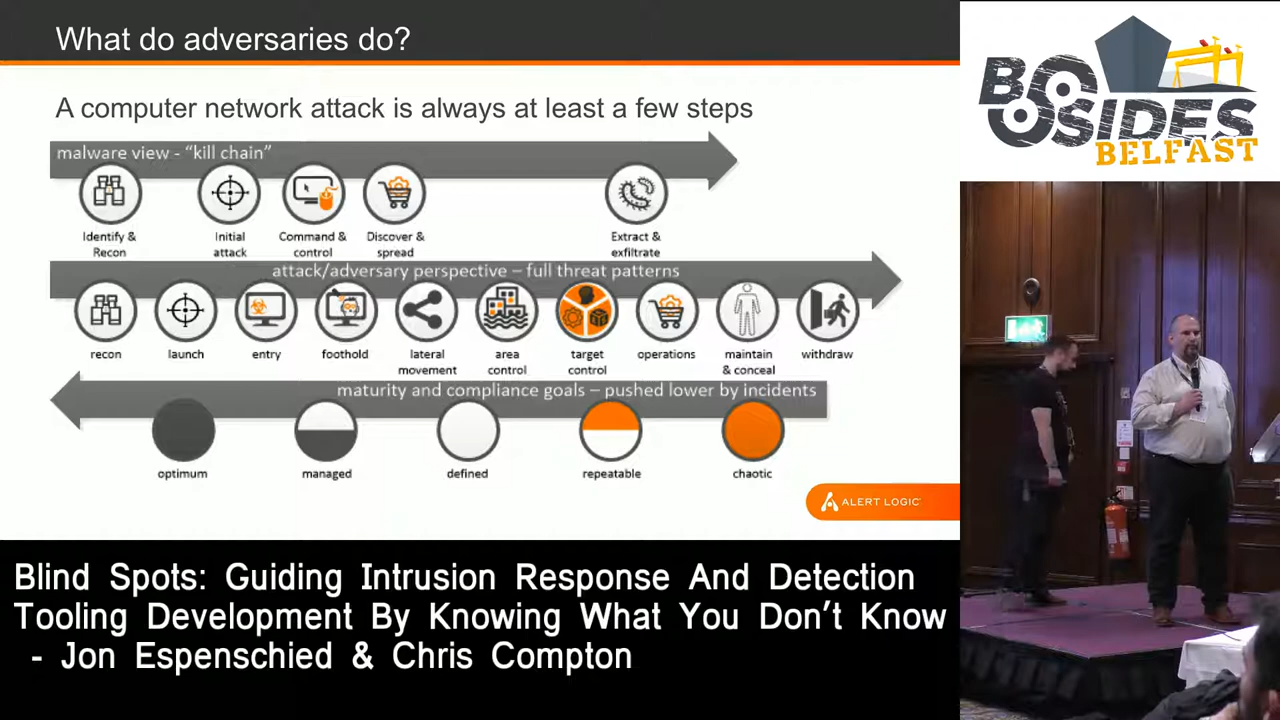 What do adversaries do?
A computer network attack is always at least a few steps
malware view - “kill chain”
Identify & Recon
Initial attack
Command & control
Discover & spread
Extract & exfiltrate
attack/adversary perspective – full threat patterns
recon
launch
entry
foothold
lateral movement
area control
target control
operations
maintain & conceal
withdraw
maturity and compliance goals – pushed lower by incidents
optimum
managed
defined
repeatable
chaotic
ALERT LOGIC
BSIDES
BELFAST
Blind Spots: Guiding Intrusion Response And Detection
Tooling Development By Knowing What You Don’t Know
- Jon Espenschied & Chris Compton